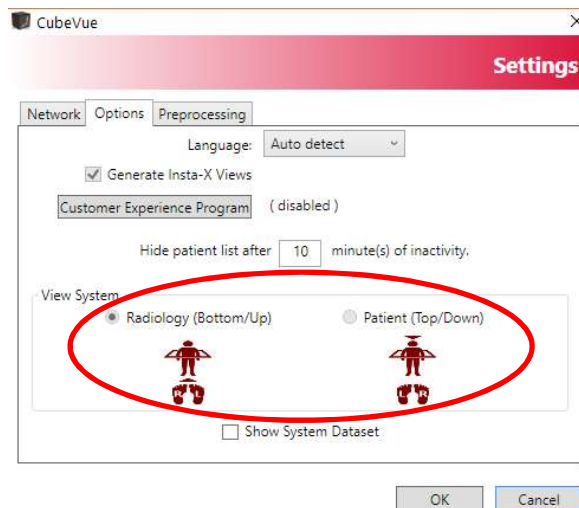 CubeVue
Settings
Network Options Preprocessing
Language: Auto detect
Generate Insta-X Views
Customer Experience Program ( disabled )
Hide patient list after 10 minute(s) of inactivity.
View System
Radiology (Bottom/Up) Patient (Top/Down)
R L L R
Show System Dataset
OK Cancel